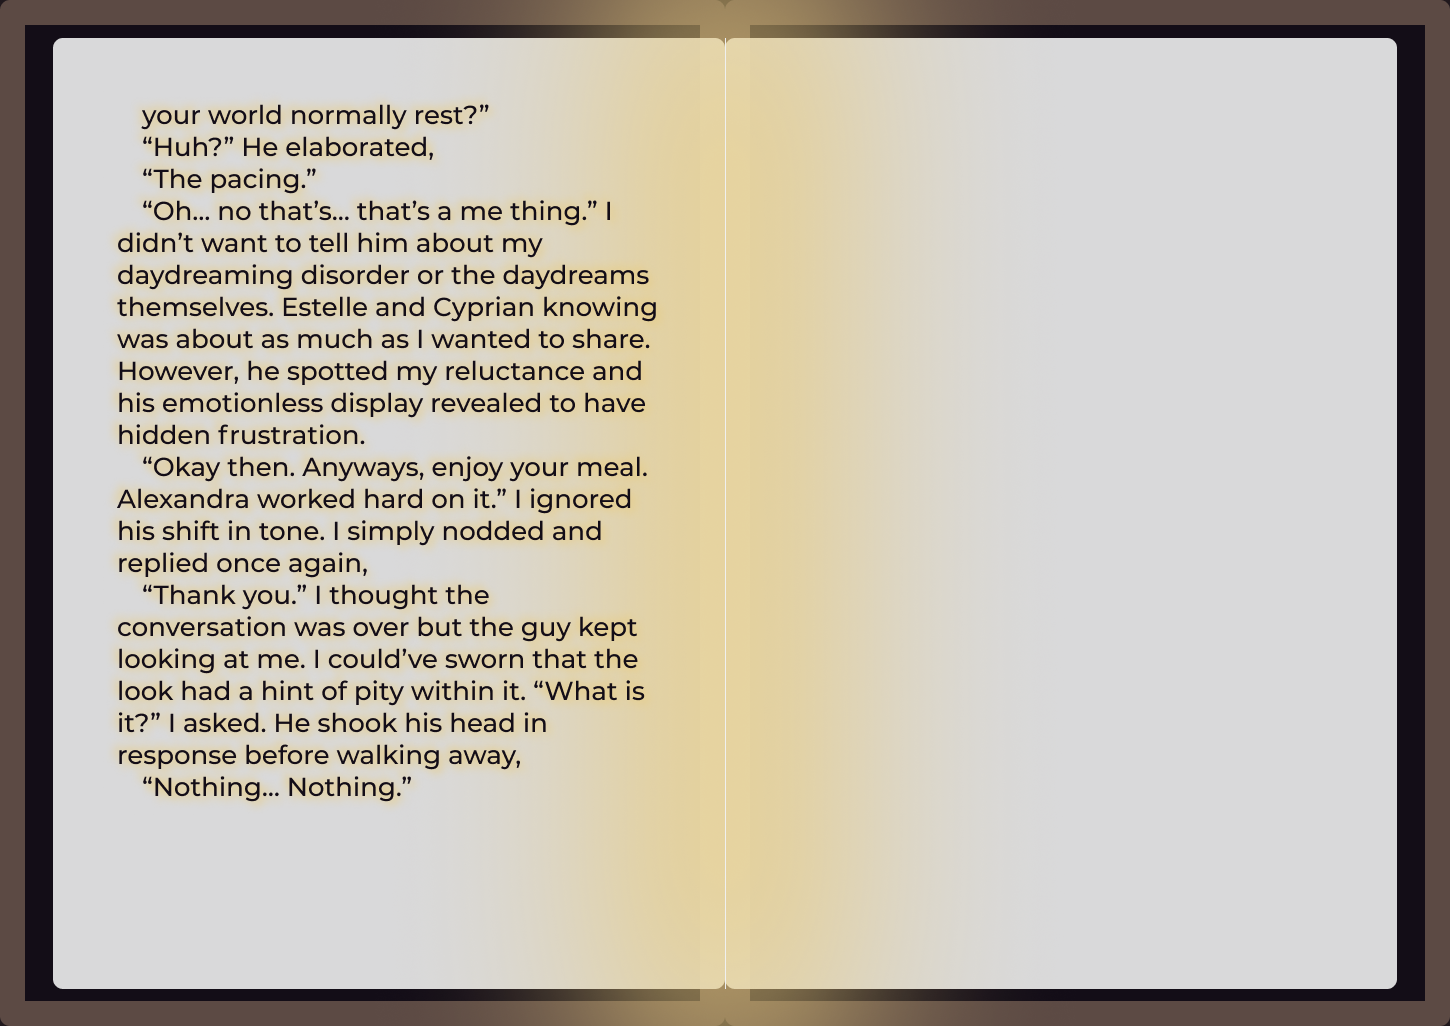 your world normally rest?”
“Huh?” He elaborated,
“The pacing.”
“Oh... no that’s... that’s a me thing.” I
didn’t want to tell him about my
daydreaming disorder or the daydreams
themselves. Estelle and Cyprian knowing
was about as much as I wanted to share.
However, he spotted my reluctance and
his emotionless display revealed to have
hidden frustration.
“Okay then. Anyways, enjoy your meal.
Alexandra worked hard on it.” I ignored
his shift in tone. I simply nodded and
replied once again,
“Thank you.” I thought the
conversation was over but the guy kept
looking at me. I could’ve sworn that the
look had a hint of pity within it. “What is
it?” I asked. He shook his head in
response before walking away,
“Nothing... Nothing.”